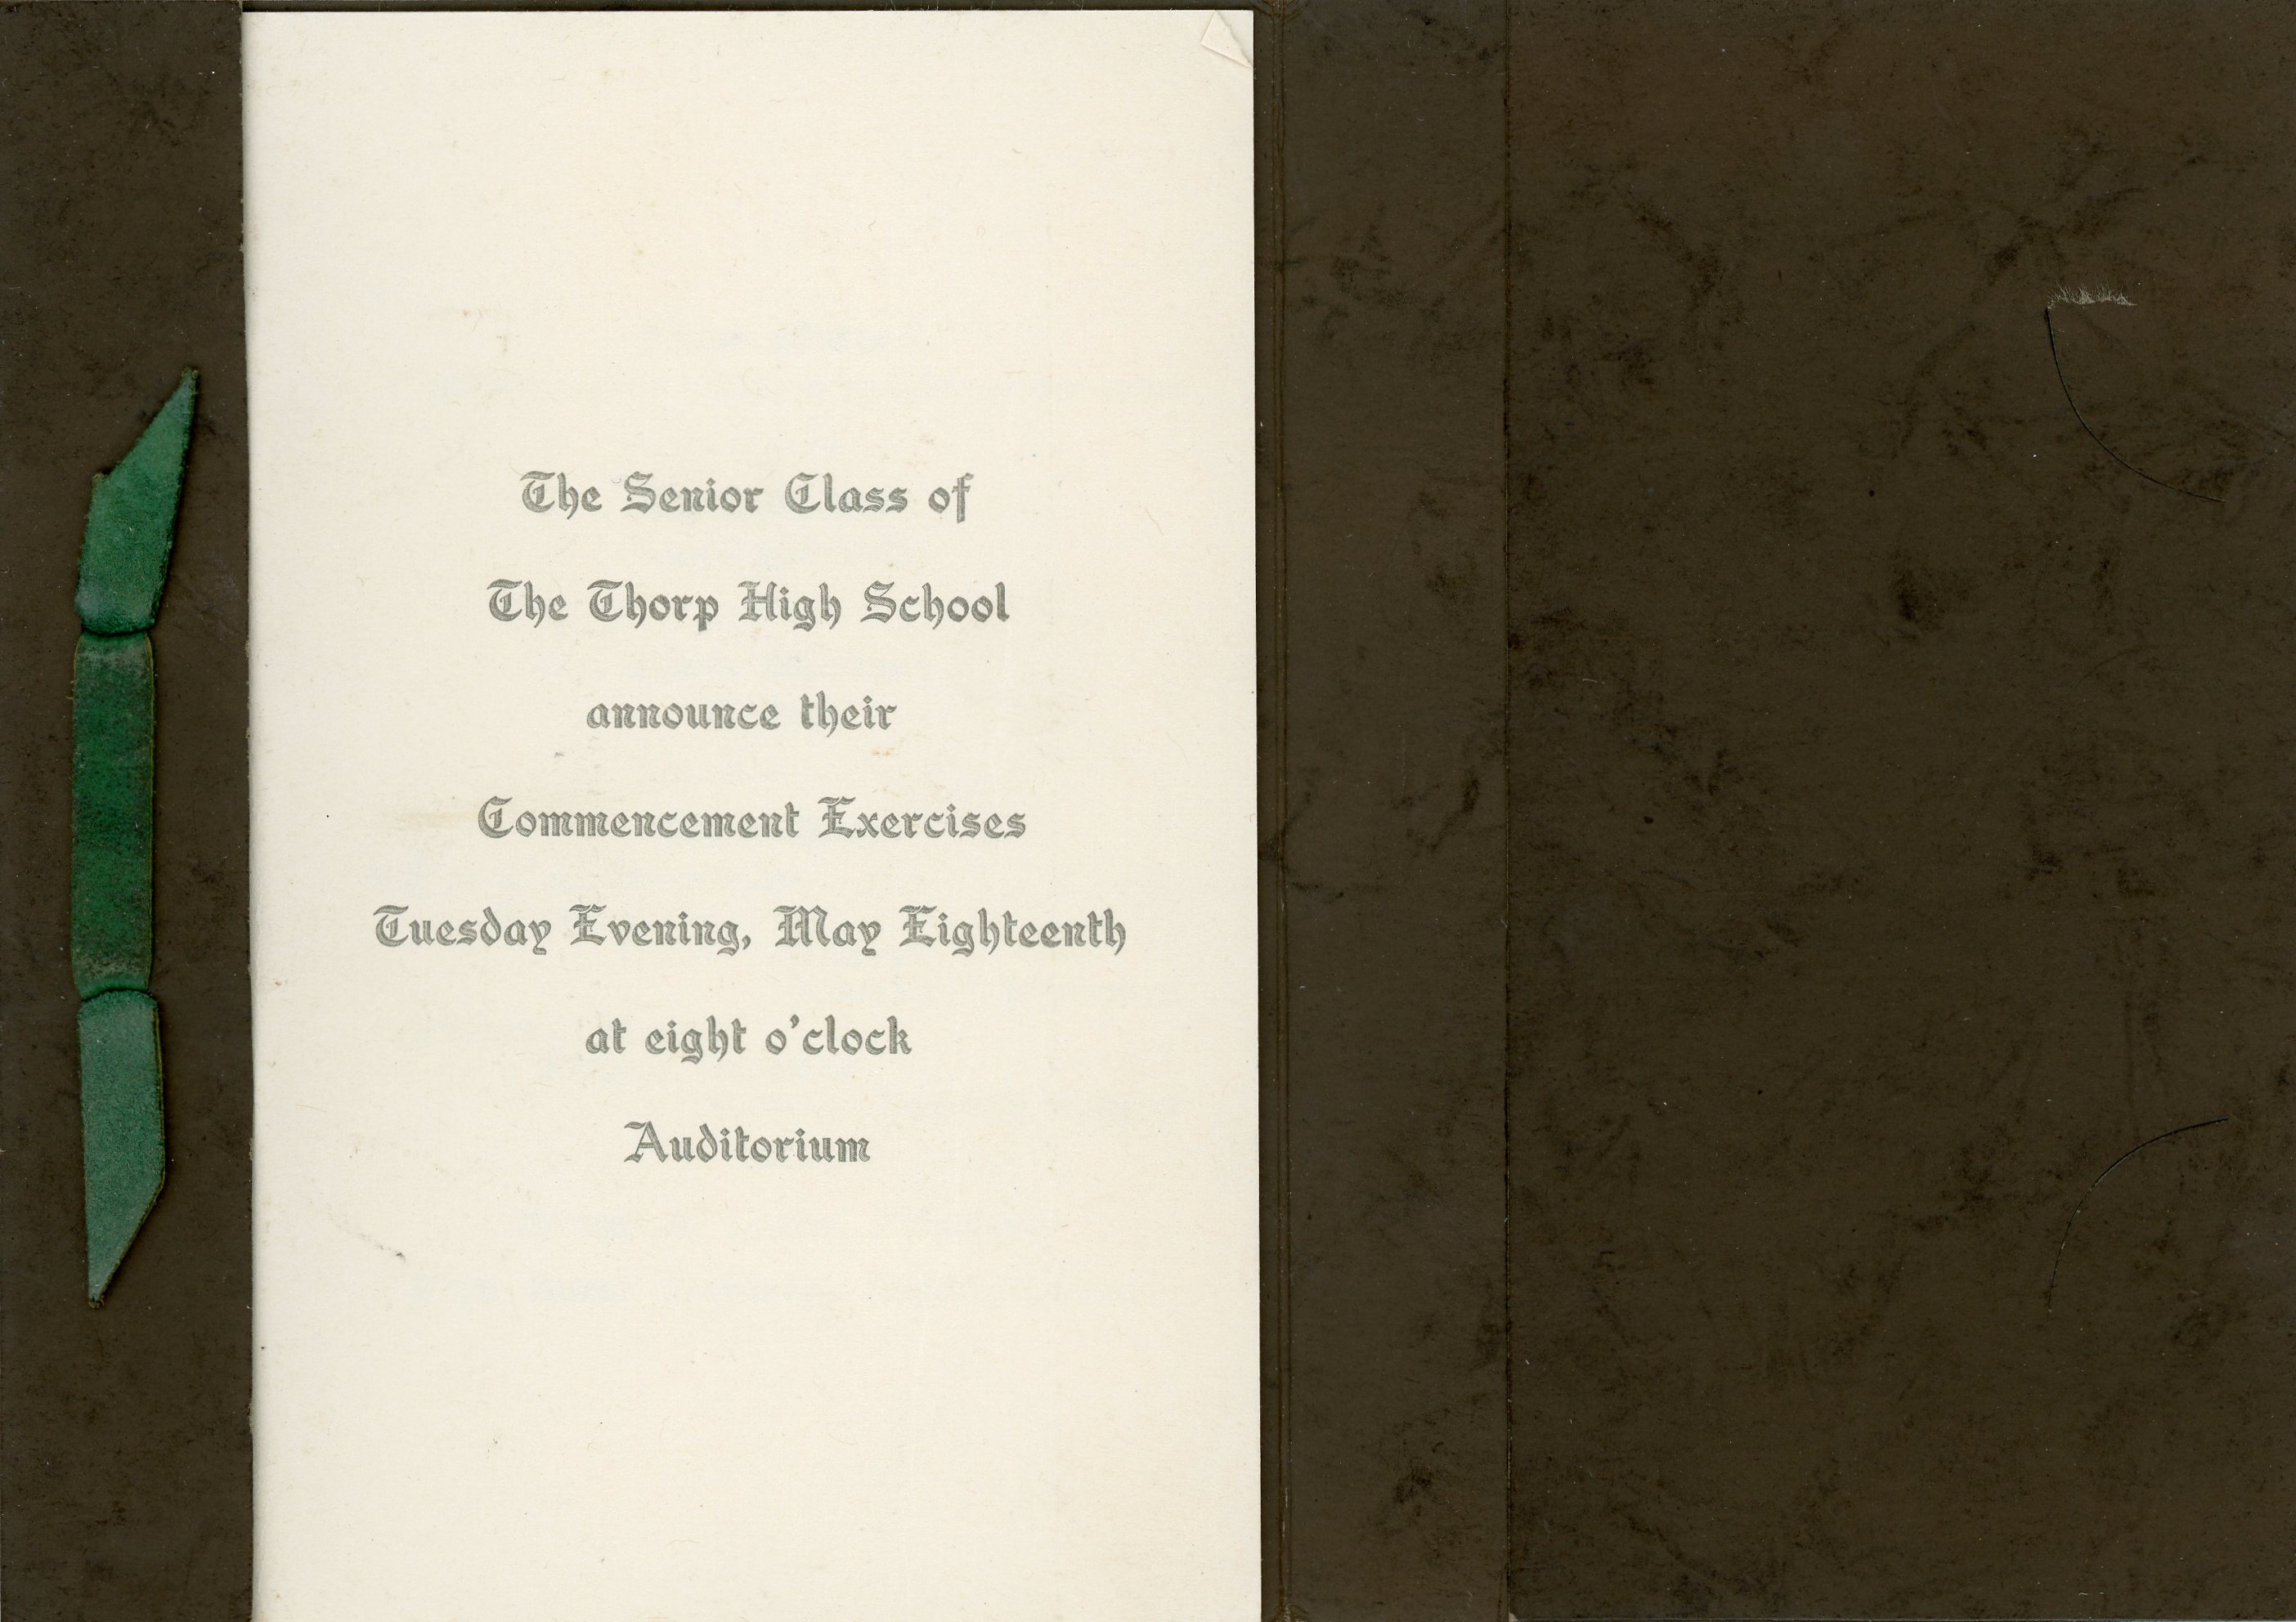 The Senior Class of
The Thorp High School
announce their
Commencement Exercises
Tuesday Evening, May Eighteenth
at eight o'clock
Auditorium